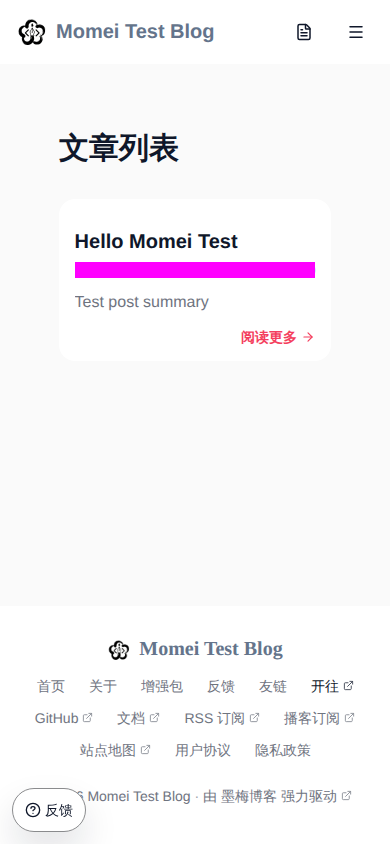 Momei Test Blog
文章列表
Hello Momei Test
Test post summary
阅读更多
Momei Test Blog
首页 关于 增强包 反馈 友链 开往
GitHub 文档 RSS 订阅 播客订阅
站点地图 用户协议 隐私政策
Momei Test Blog · 由 墨梅博客 强力驱动
反馈